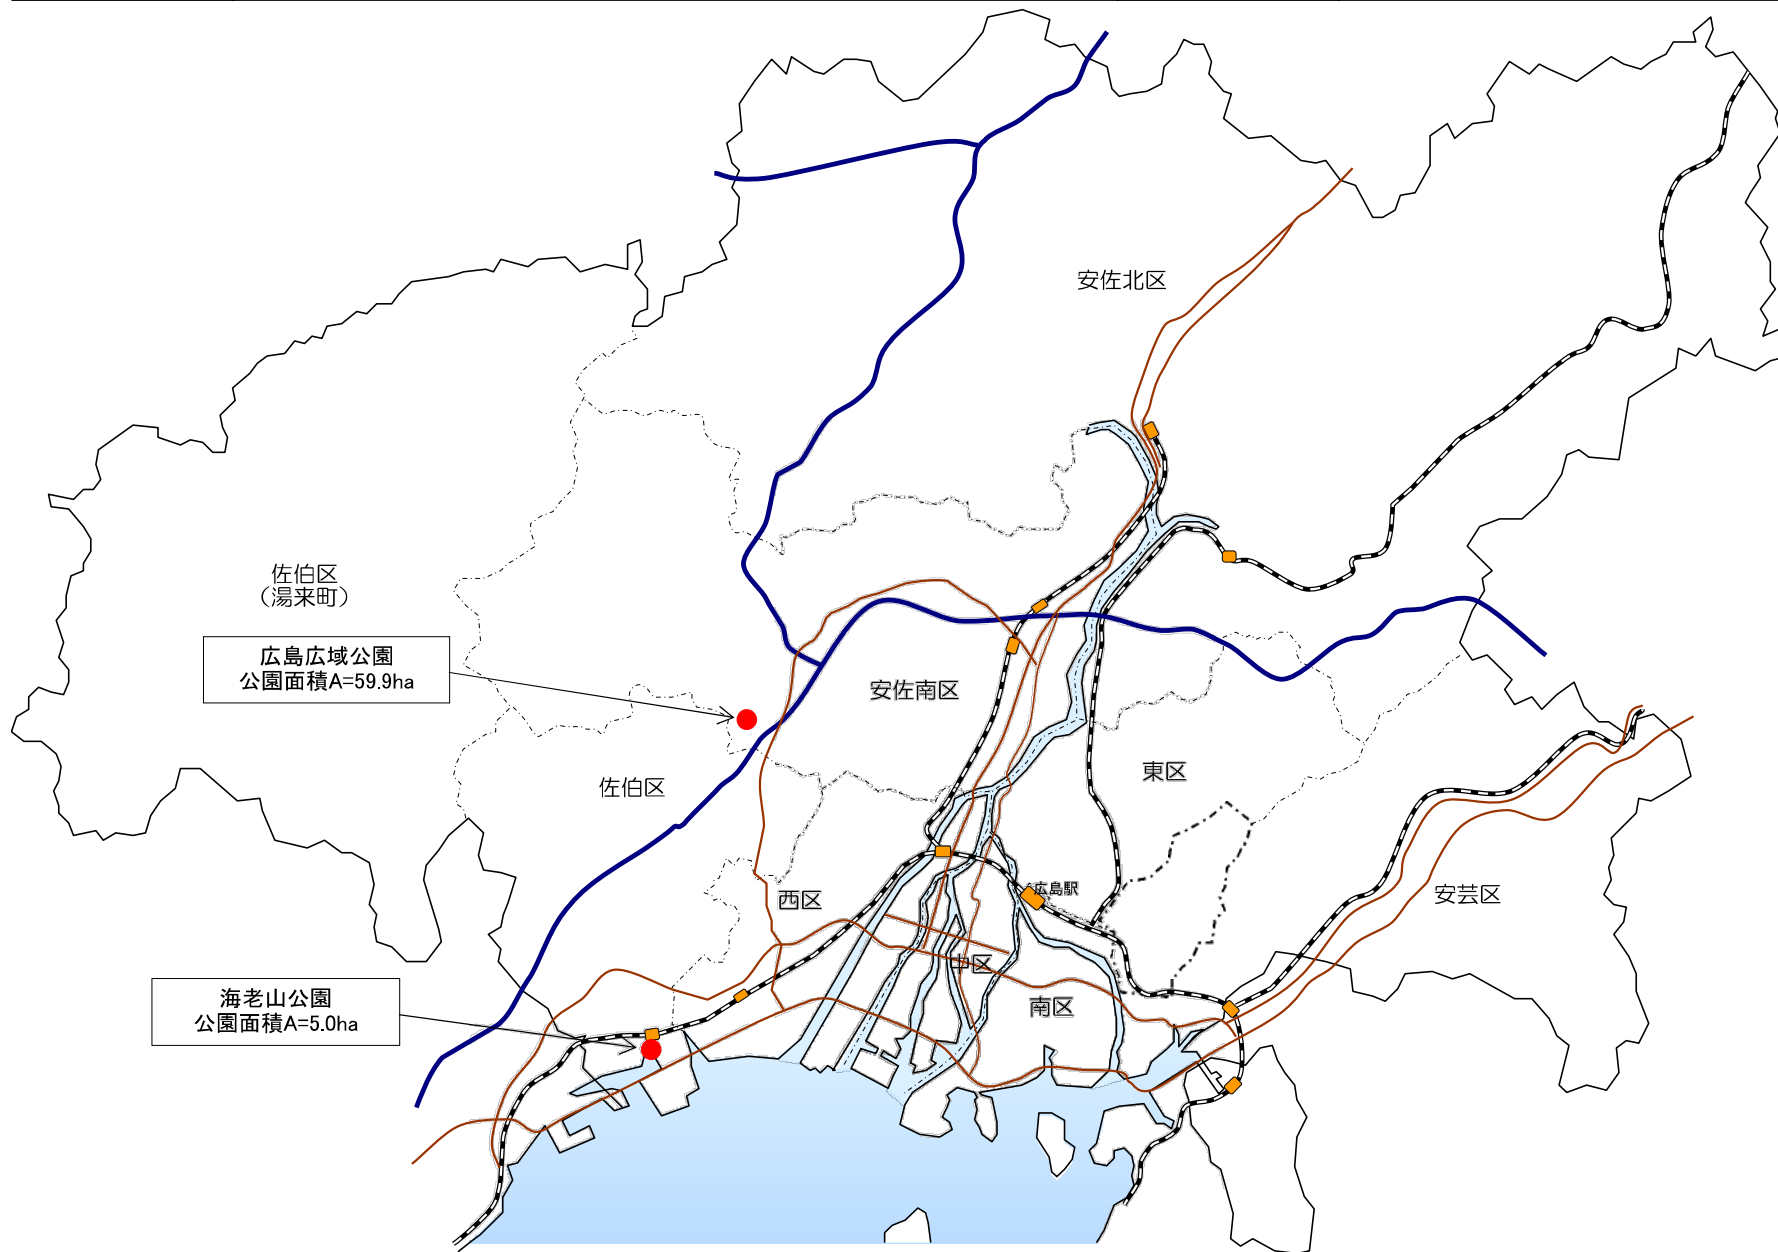 安佐北区
佐伯区
（湯来町）
広島広域公園
公園面積A=59.9ha
安佐南区
東区
佐伯区
西区
広島駅
安芸区
中区
南区
海老山公園
公園面積A=5.0ha